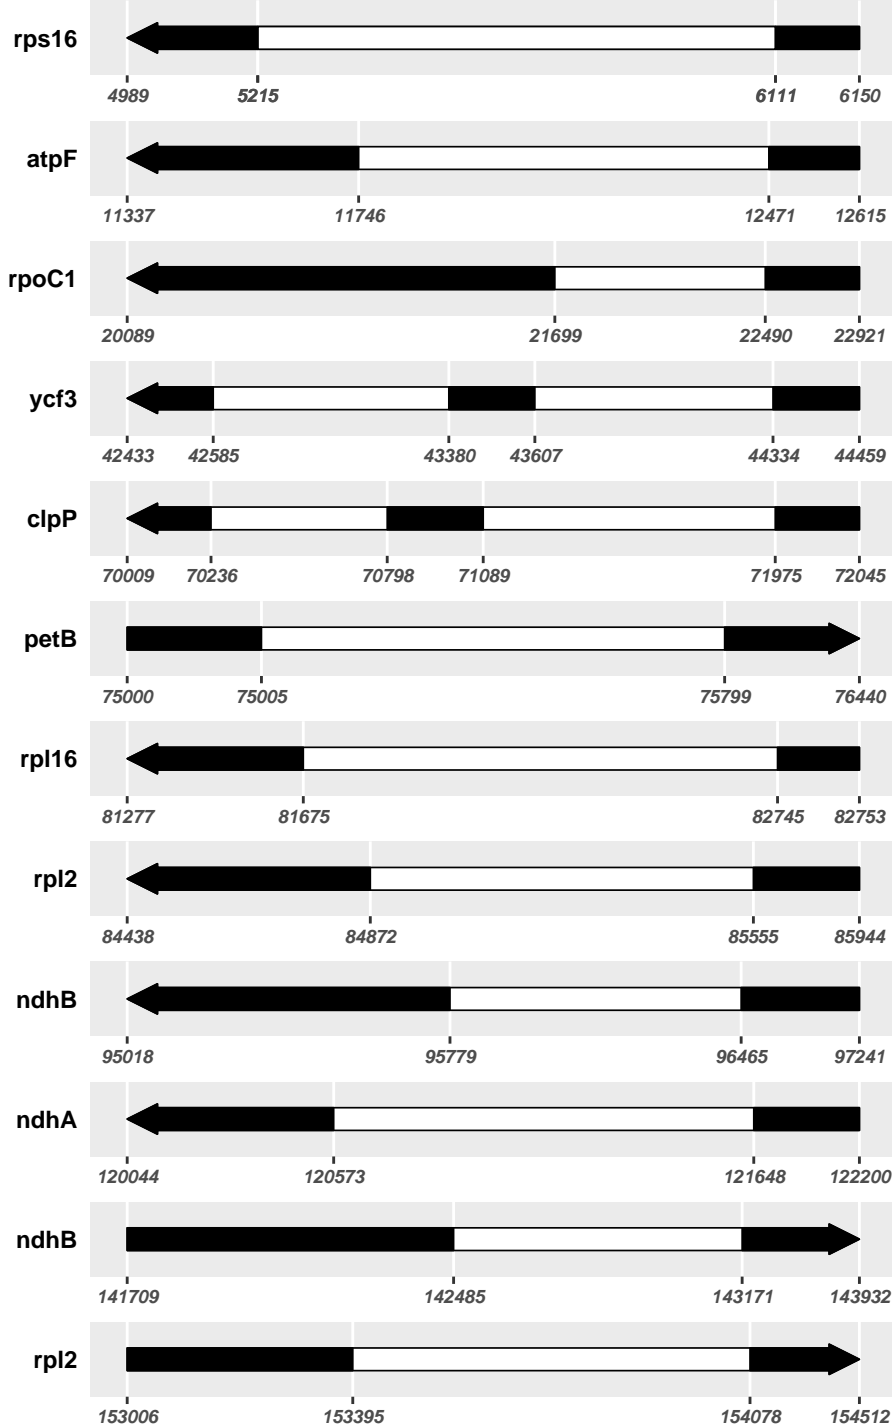 rps16
4989 5215 6111 6150
atpF
11337 11746 12471 12615
rpoC1
20089 21699 22490 22921
ycf3
42433 42585 43380 43607 44334 44459
clpP
70009 70236 70798 71089 71975 72045
petB
75000 75005 75799 76440
rpl16
81277 81675 82745 82753
rpl2
84438 84872 85555 85944
ndhB
95018 95779 96465 97241
ndhA
120044 120573 121648 122200
ndhB
141709 142485 143171 143932
rpl2
153006 153395 154078 154512